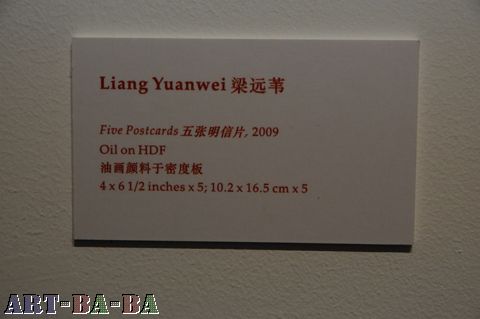 Liang Yuanwei 梁远苇
Five Postcards 五张明信片, 2009
Oil on HDF
油画颜料于密度板
4 x 6 1/2 inches x 5; 10.2 x 16.5 cm x 5
ART-BA-BA